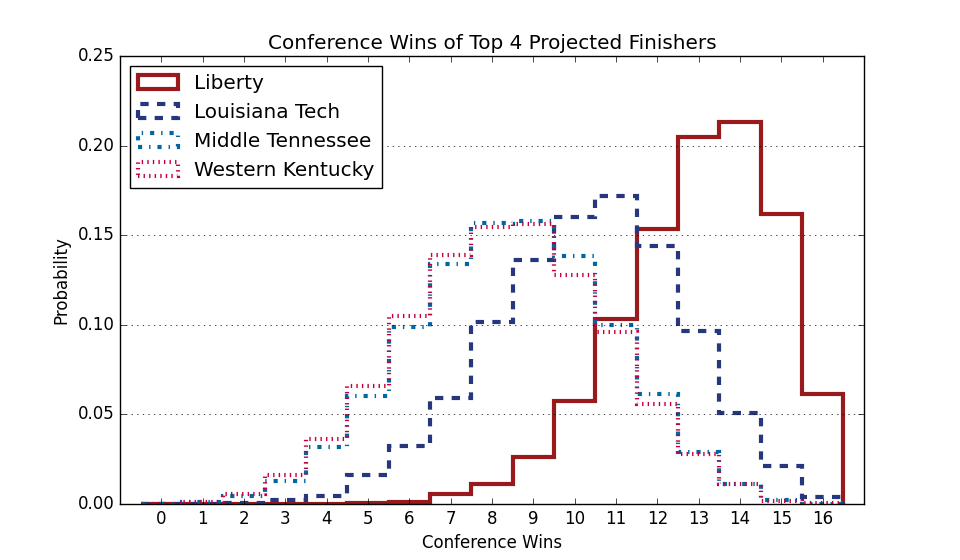 Conference Wins of Top 4 Projected Finishers
0.25
0.20
0.15
0.10
0.05
0.00
Probability
Liberty
Louisiana Tech
Middle Tennessee
Western Kentucky
0 1 2 3 4 5 6 7 8 9 10 11 12 13 14 15 16
Conference Wins